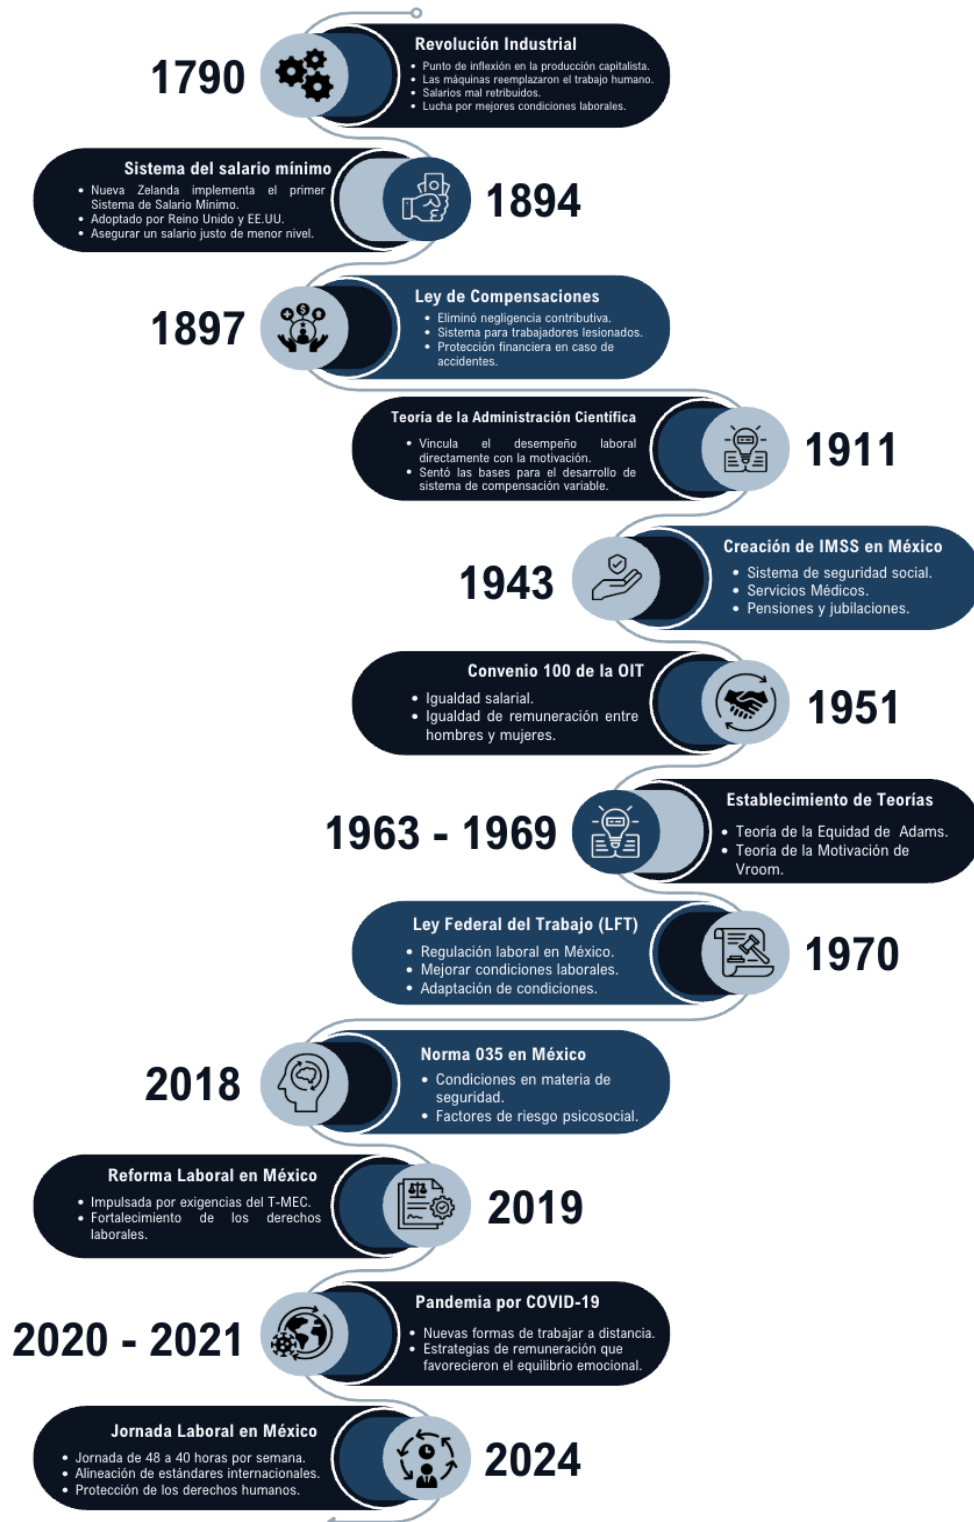 1790
Revolución Industrial
• Punto de inflexión en la producción capitalista.
• Las máquinas reemplazaron el trabajo humano.
• Salarios mal retribuidos.
• Lucha por mejores condiciones laborales.
Sistema del salario mínimo
• Nueva Zelanda implementa el primer
Sistema de Salario Mínimo.
• Adoptado por Reino Unido y EE.UU.
• Asegurar un salario justo de menor nivel.
1894
1897
Ley de Compensaciones
• Eliminó negligencia contributiva.
• Sistema para trabajadores lesionados.
• Protección financiera en caso de
accidentes.
Teoría de la Administración Científica
• Vincula el desempeño laboral
directamente con la motivación.
• Sentó las bases para el desarrollo de
sistema de compensación variable.
1911
1943
Creación de IMSS en México
• Sistema de seguridad social.
• Servicios Médicos.
• Pensiones y jubilaciones.
Convenio 100 de la OIT
• Igualdad salarial.
• Igualdad de remuneración entre
hombres y mujeres.
1951
1963 - 1969
Establecimiento de Teorías
• Teoría de la Equidad de Adams.
• Teoría de la Motivación de
Vroom.
Ley Federal del Trabajo (LFT)
• Regulación laboral en México.
• Mejorar condiciones laborales.
• Adaptación de condiciones.
1970
2018
Norma 035 en México
• Condiciones en materia de
seguridad.
• Factores de riesgo psicosocial.
Reforma Laboral en México
• Impulsada por exigencias del T-MEC.
• Fortalecimiento de los derechos
laborales.
2019
2020 - 2021
Pandemia por COVID-19
• Nuevas formas de trabajar a distancia.
• Estrategias de remuneración que
favorecieron el equilibrio emocional.
Jornada Laboral en México
• Jornada de 48 a 40 horas por semana.
• Alineación de estándares internacionales.
• Protección de los derechos humanos.
2024